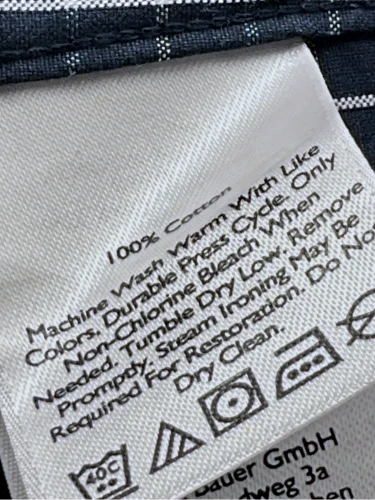 100% Cotton
Machine Wash Warm With Like
Colors, Durable Press Cycle. Only
Non-Chlorine Bleach When
Needed. Tumble Dry Low, Remove
Promptly. Steam Ironing May Be
Required For Restoration. Do Not
Dry Clean.
40C
Bauer GmbH
dweg 3a